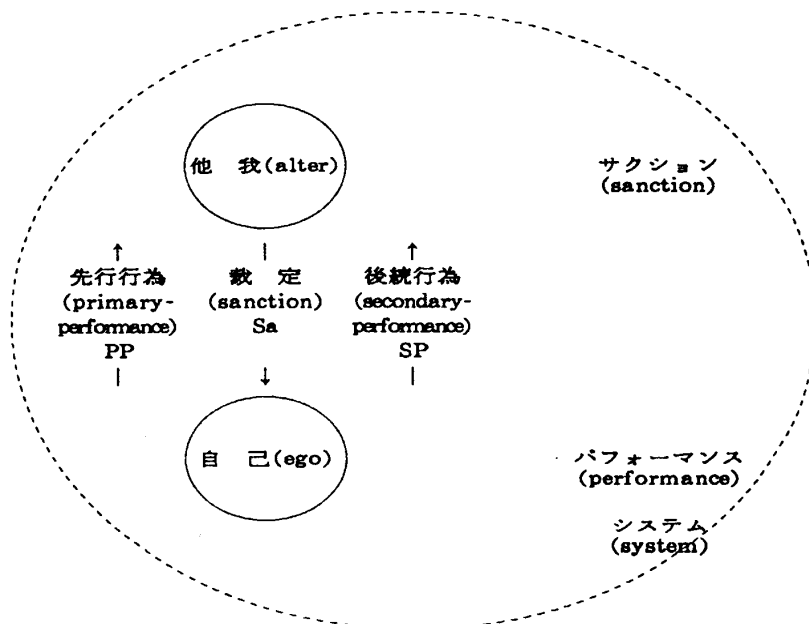 他 我(alter)
サクション
(sanction)
先行行為
(primary-
performance)
PP
裁 定
(sanction)
Sa
後続行為
(secondary-
performance)
SP
自 己(ego)
パフォーマンス
(performance)
システム
(system)